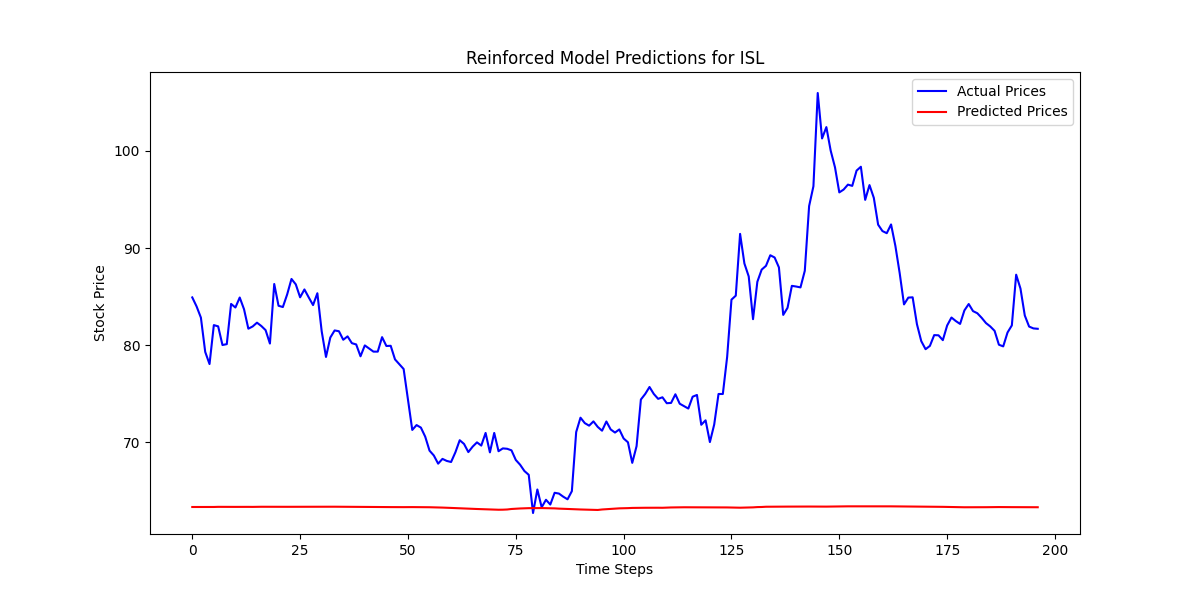 Reinforced Model Predictions for ISL
Actual Prices
Predicted Prices
Stock Price
100
90
80
70
0 25 50 75 100 125 150 175 200
Time Steps